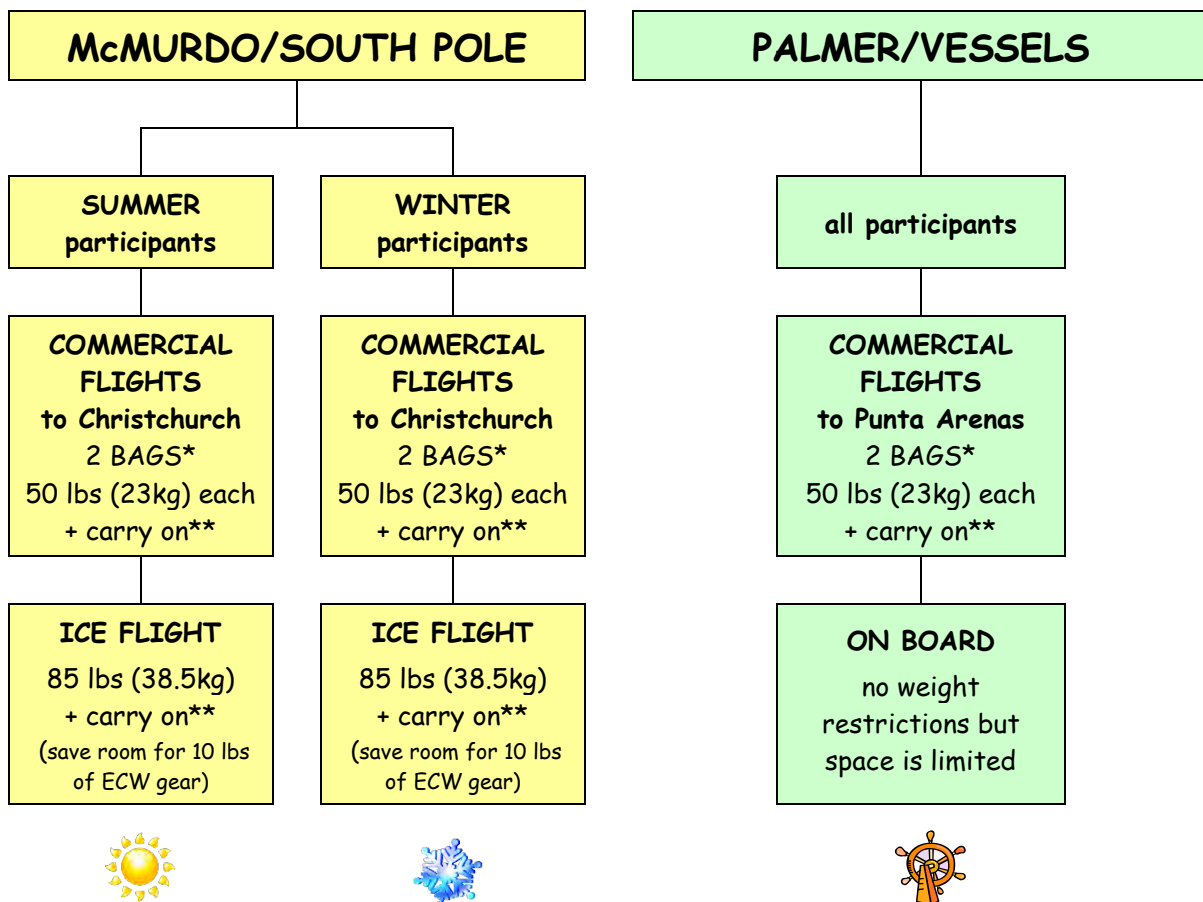 McMURDO/SOUTH POLE
SUMMER
participants
COMMERCIAL
FLIGHTS
to Christchurch
2 BAGS*
50 lbs (23kg) each
+ carry on**
ICE FLIGHT
85 lbs (38.5kg)
+ carry on**
(save room for 10 lbs
of ECW gear)
WINTER
participants
COMMERCIAL
FLIGHTS
to Christchurch
2 BAGS*
50 lbs (23kg) each
+ carry on**
ICE FLIGHT
85 lbs (38.5kg)
+ carry on**
(save room for 10 lbs
of ECW gear)
PALMER/VESSELS
all participants
COMMERCIAL
FLIGHTS
to Punta Arenas
2 BAGS*
50 lbs (23kg) each
+ carry on**
ON BOARD
no weight
restrictions but
space is limited